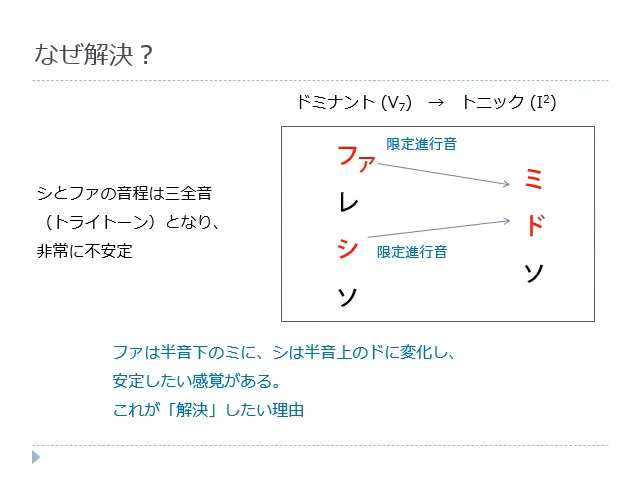 なぜ解決？
ドミナント (V7)　→　トニック (I2)
シとファの音程は三全音
（トライトーン）となり、
非常に不安定
ファ
限定進行音
ミ
レ
シ
限定進行音
ド
ソ
ソ
ファは半音下のミに、シは半音上のドに変化し、
安定したい感覚がある。
これが「解決」したい理由